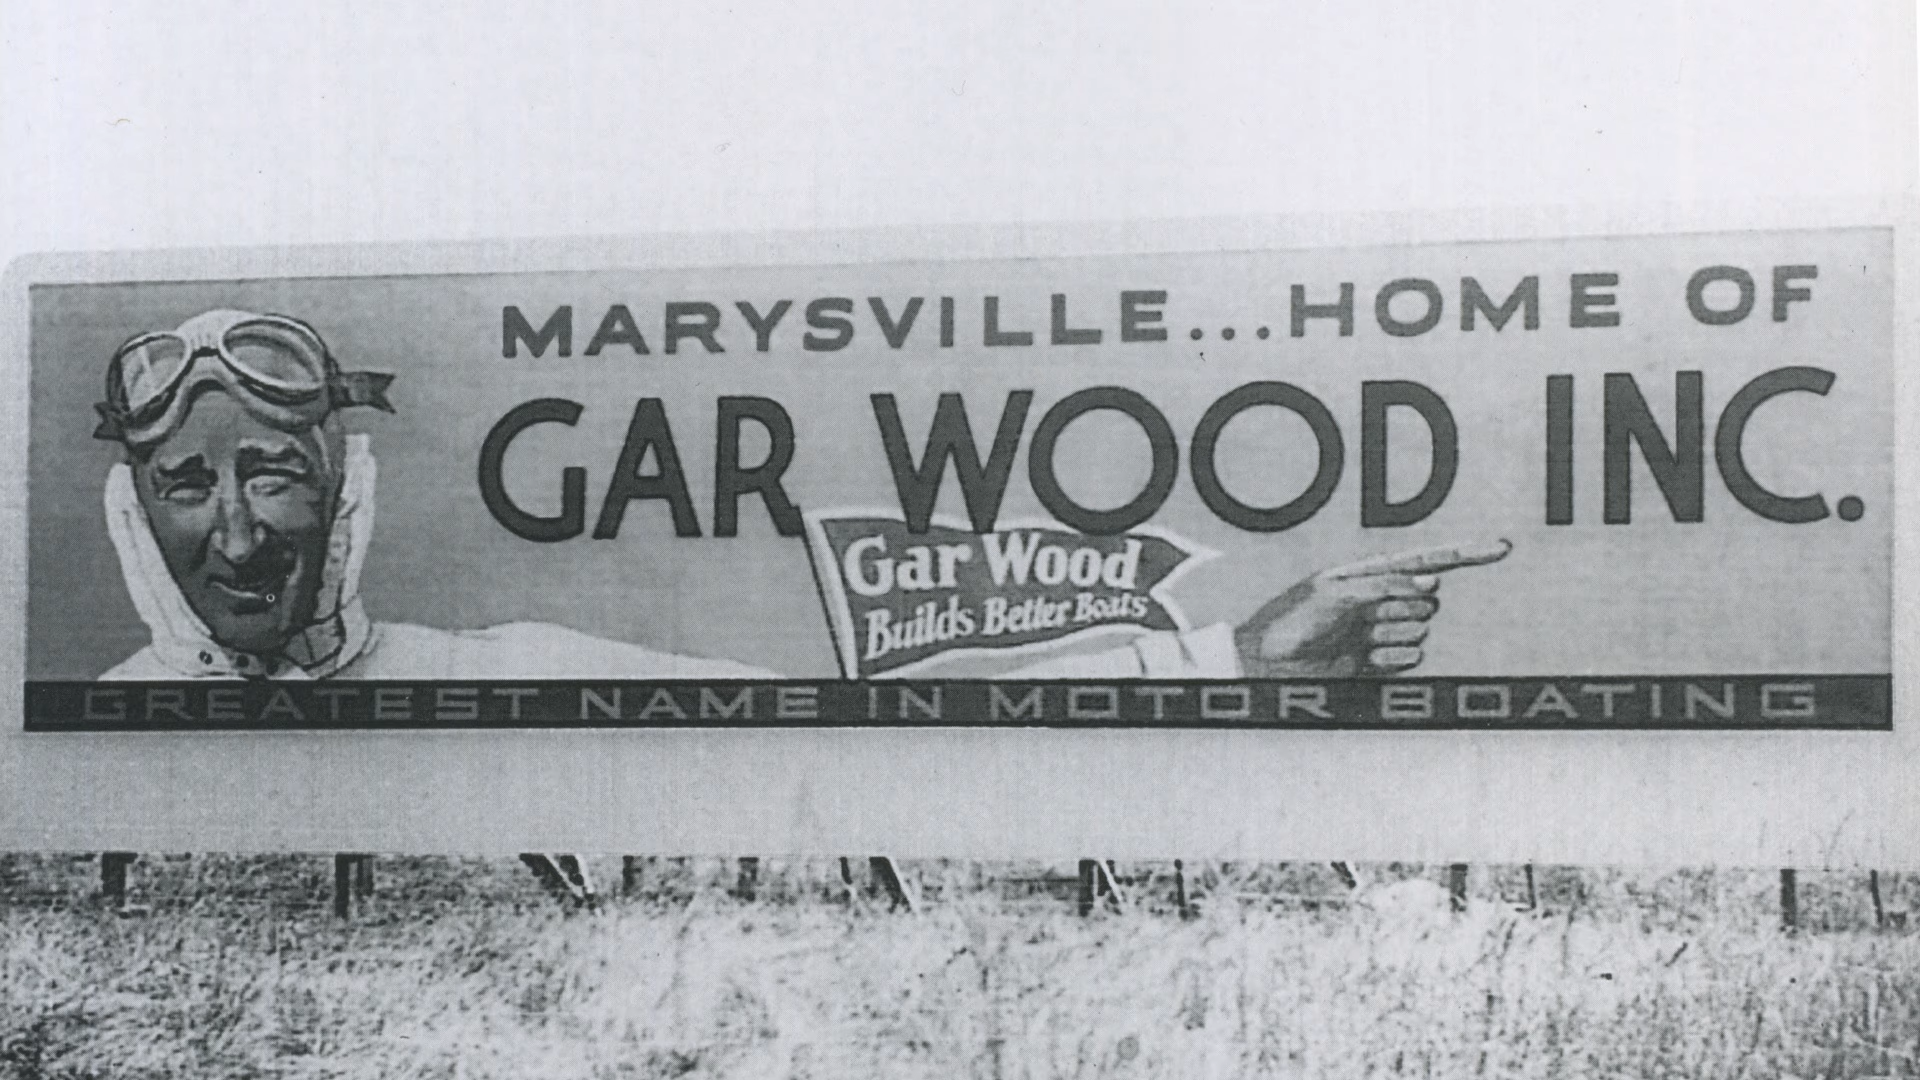 MARYSVILLE...HOME OF
GAR WOOD INC.
Gar Wood
Builds Better Boats
GREATEST NAME IN MOTOR BOATING